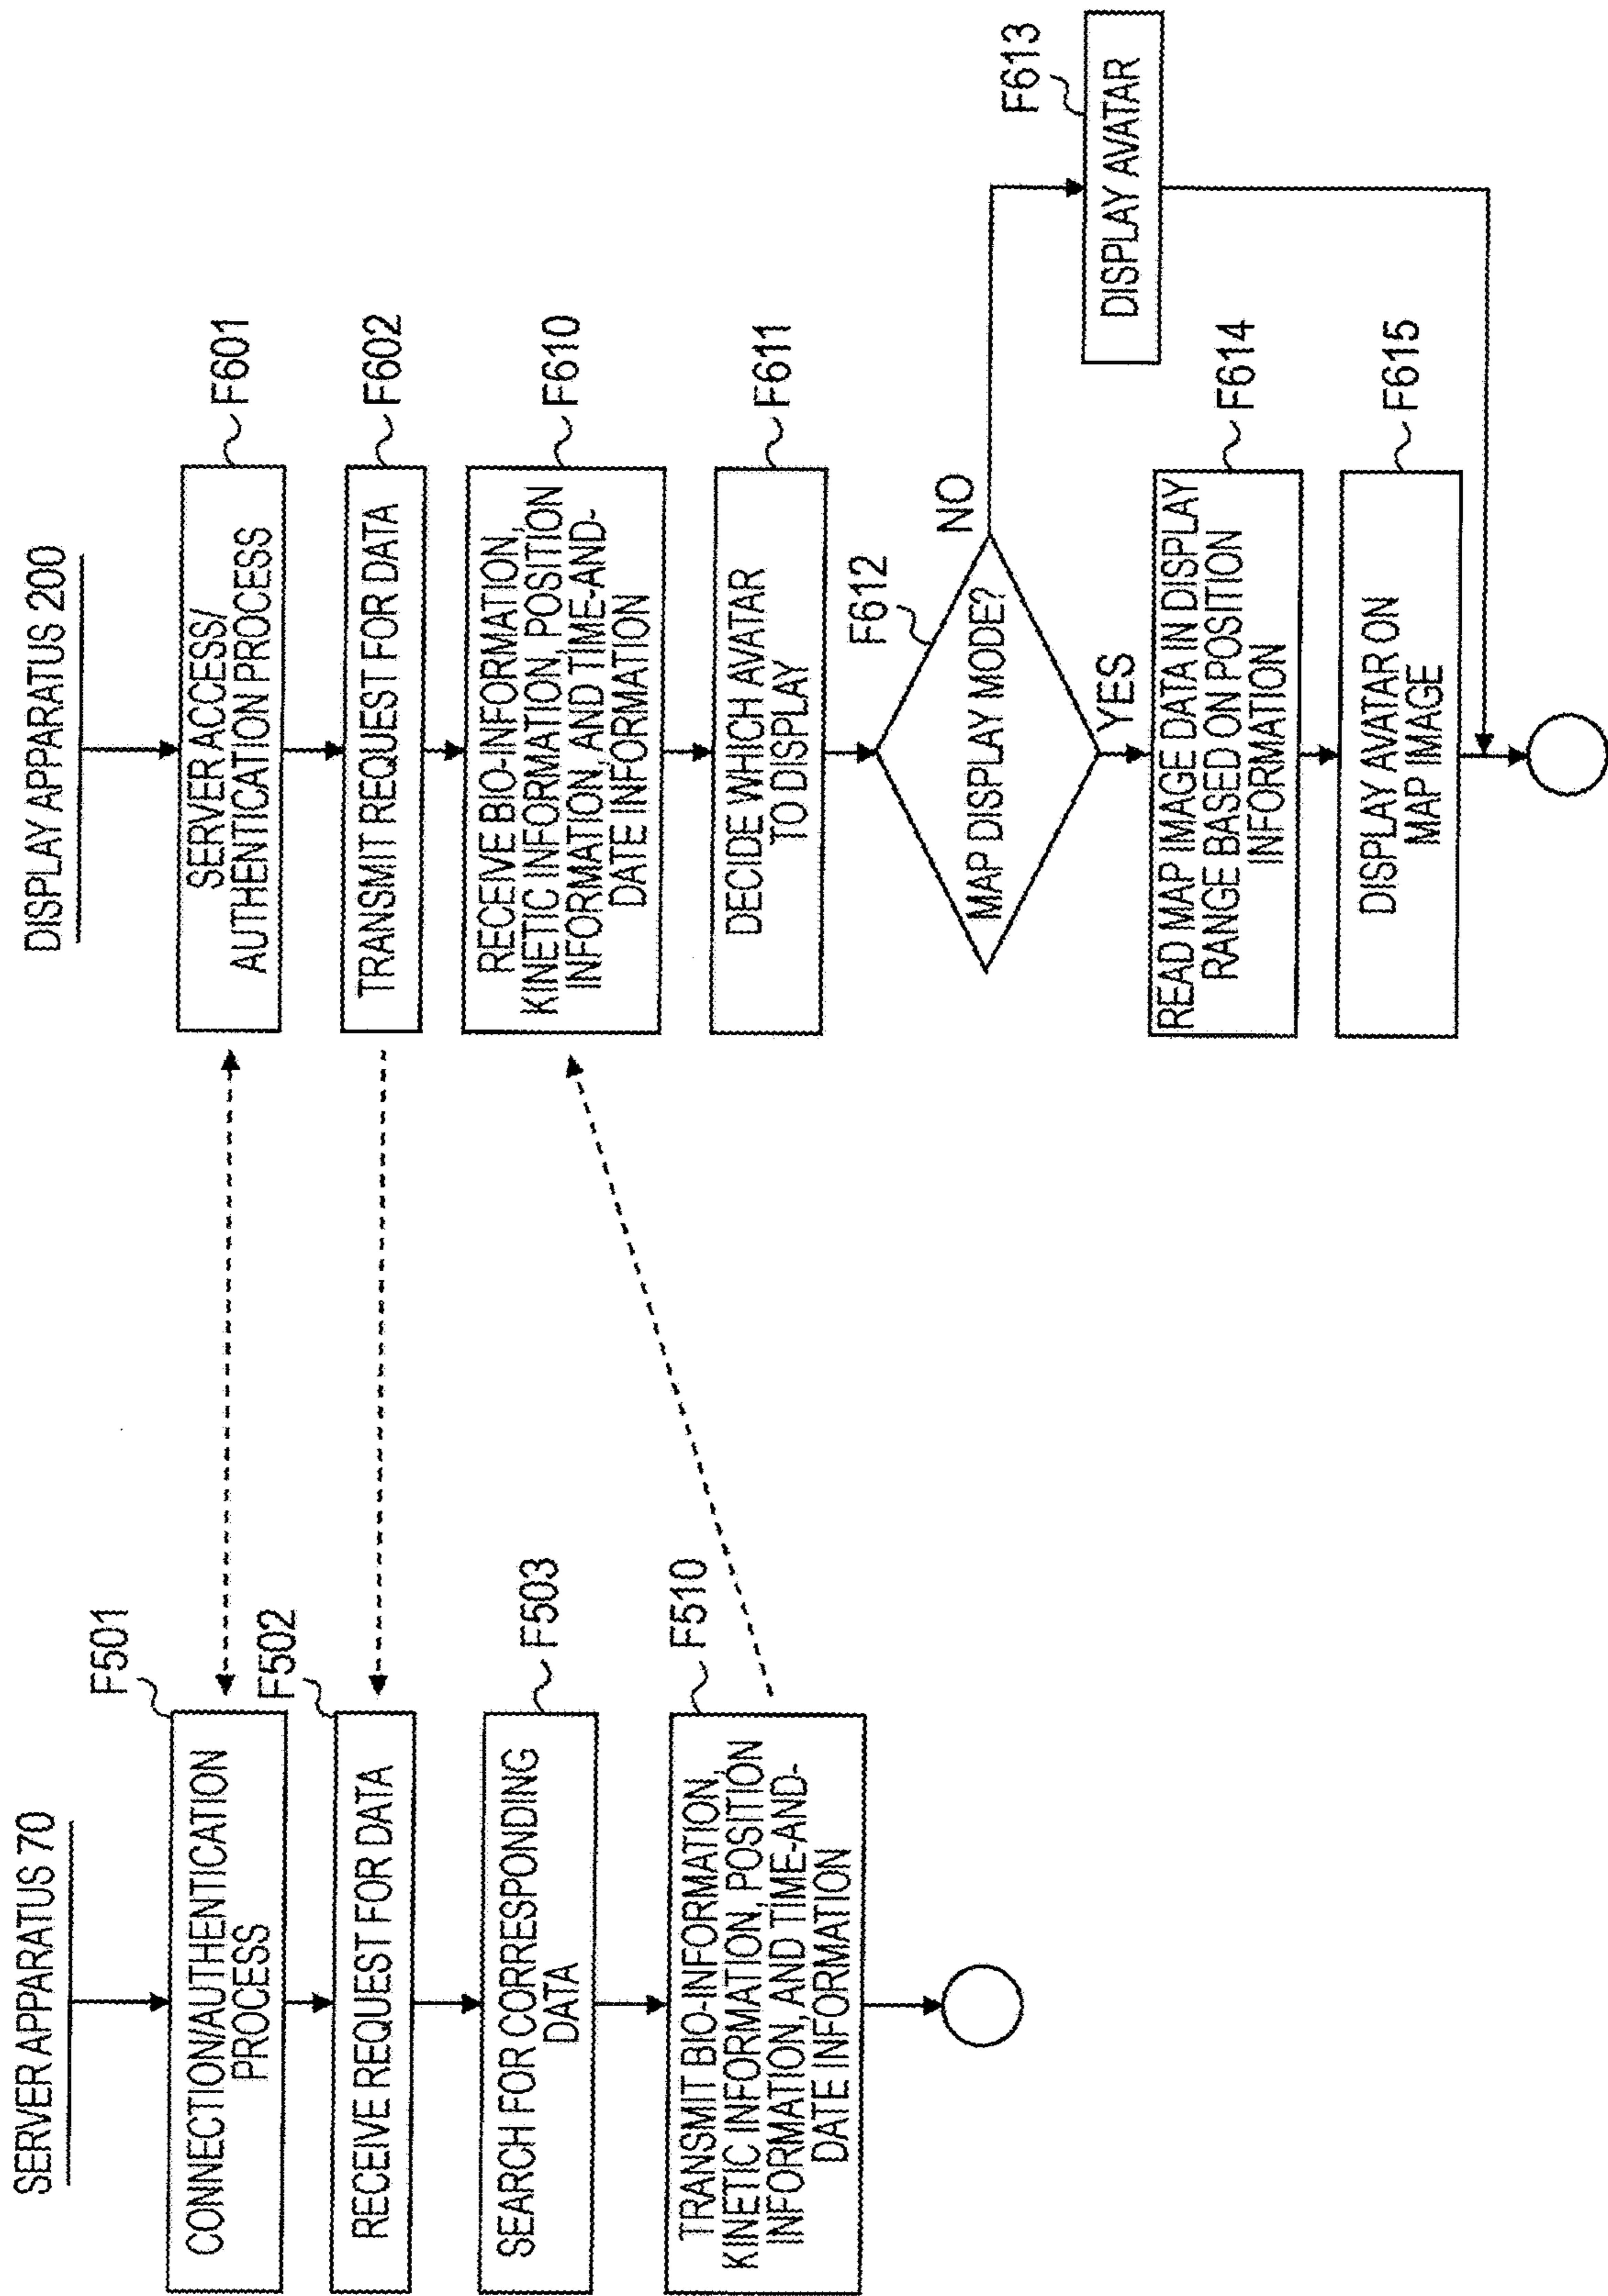 SERVER APPARATUS 70
F501
CONNECTION/AUTHENTICATION
PROCESS
F502
RECEIVE REQUEST FOR DATA
F503
SEARCH FOR CORRESPONDING
DATA
F510
TRANSMIT BIO-INFORMATION,
KINETIC INFORMATION, POSITION
INFORMATION, AND TIME-AND-
DATE INFORMATION
DISPLAY APPARATUS 200
F601
SERVER ACCESS/
AUTHENTICATION PROCESS
F602
TRANSMIT REQUEST FOR DATA
F610
RECEIVE BIO-INFORMATION,
KINETIC INFORMATION, POSITION
INFORMATION, AND TIME-AND-
DATE INFORMATION
F611
DECIDE WHICH AVATAR
TO DISPLAY
F612
MAP DISPLAY MODE?
NO
YES
F613
DISPLAY AVATAR
F614
READ MAP IMAGE DATA IN DISPLAY
RANGE BASED ON POSITION
INFORMATION
F615
DISPLAY AVATAR ON
MAP IMAGE